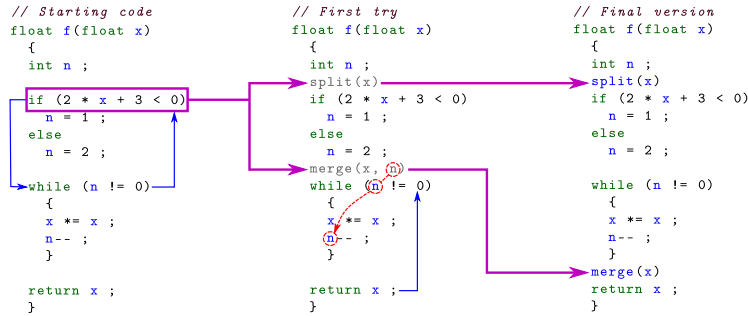 // Starting code
float f(float x)
{
int n ;
if (2 * x + 3 < 0)
n = 1 ;
else
n = 2 ;
while (n != 0)
{
x *= x ;
n-- ;
}
return x ;
}
// First try
float f(float x)
{
int n ;
split(x)
if (2 * x + 3 < 0)
n = 1 ;
else
n = 2 ;
merge(x, n)
while (n != 0)
{
x *= x ;
n-- ;
}
return x ;
}
// Final version
float f(float x)
{
int n ;
split(x)
if (2 * x + 3 < 0)
n = 1 ;
else
n = 2 ;
while (n != 0)
{
x *= x ;
n-- ;
}
merge(x)
return x ;
}